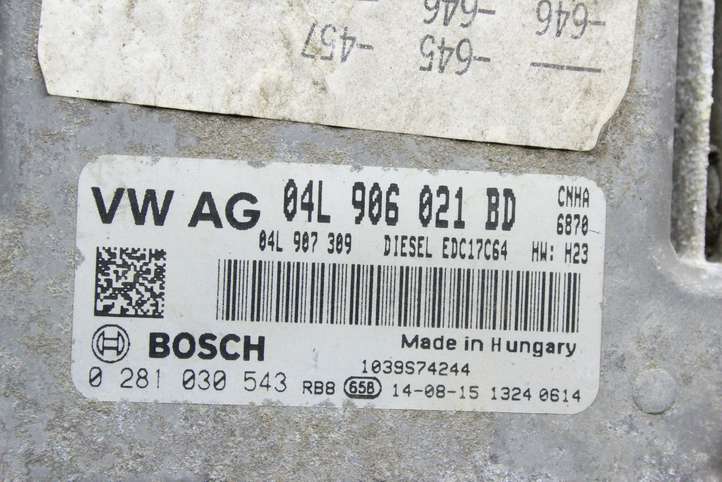 -646
-646
-645
-457
VW AG 04L 906 021 BD CNHA
6870
04L 907 309 DIESEL EDC17C64 HW: H23
BOSCH Made in Hungary
1039S74244
0 281 030 543 RB8 658 14-08-15 1324 0614